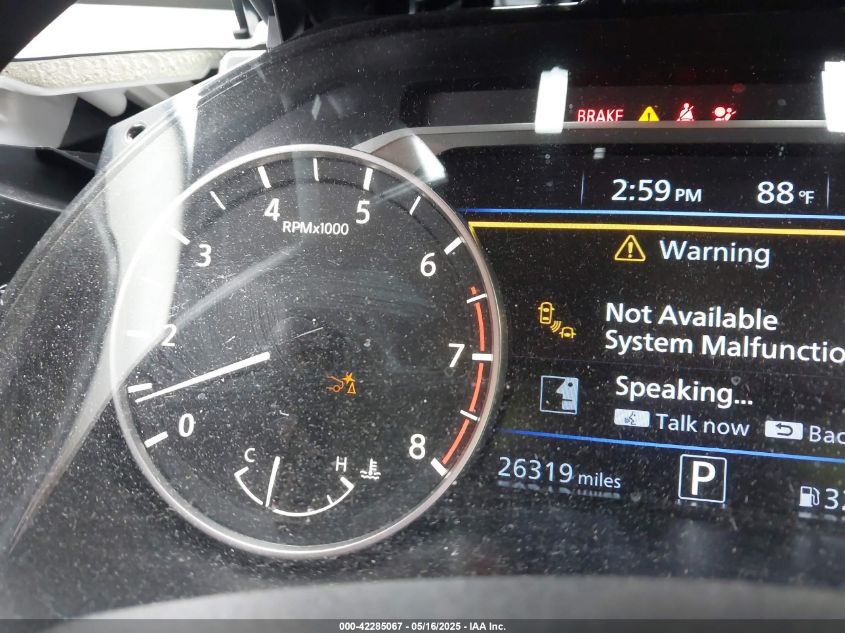 BRAKE
2:59 PM 88 °F
Warning
Not Available
System Malfunctio
Speaking...
Talk now Bac
26319 miles P 32
RPMx1000
0 2 3 4 5 6 7 8
C H
000-42285067 - 05/16/2025 - IAA Inc.